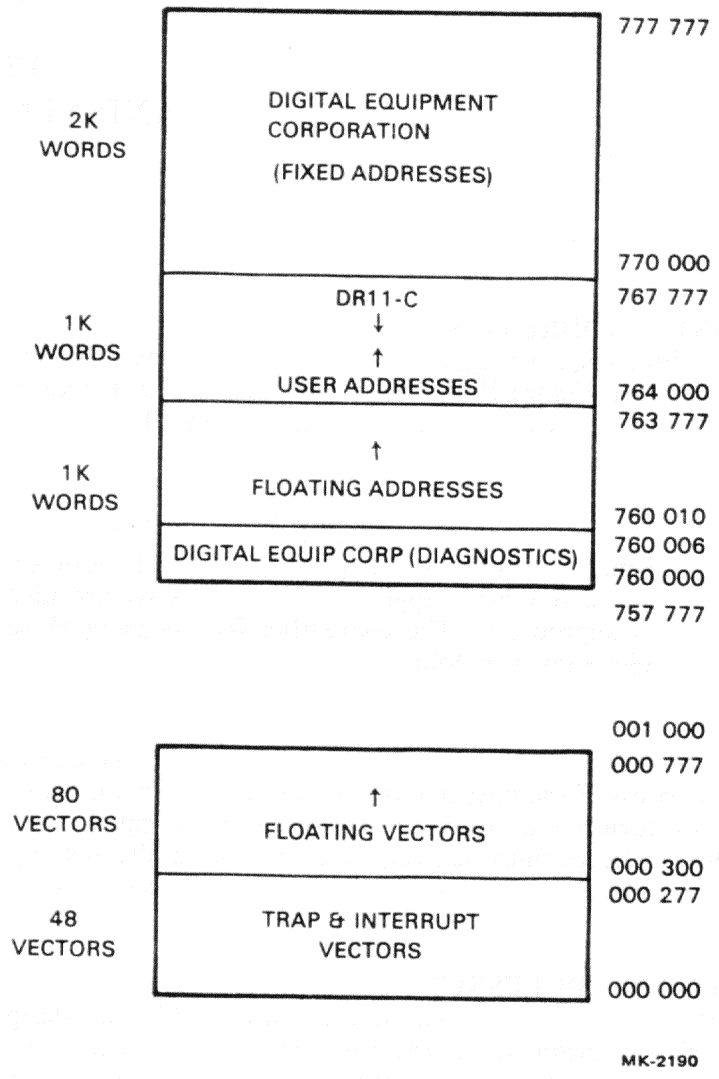 777 777
DIGITAL EQUIPMENT
CORPORATION
(FIXED ADDRESSES)
2K
WORDS
770 000
DR11-C
767 777
1K
WORDS
↓
↑
USER ADDRESSES
764 000
763 777
↑
1K
WORDS
FLOATING ADDRESSES
760 010
760 006
DIGITAL EQUIP CORP (DIAGNOSTICS)
760 000
757 777
001 000
000 777
80
VECTORS
↑
FLOATING VECTORS
000 300
000 277
48
VECTORS
TRAP & INTERRUPT
VECTORS
000 000
MK-2190